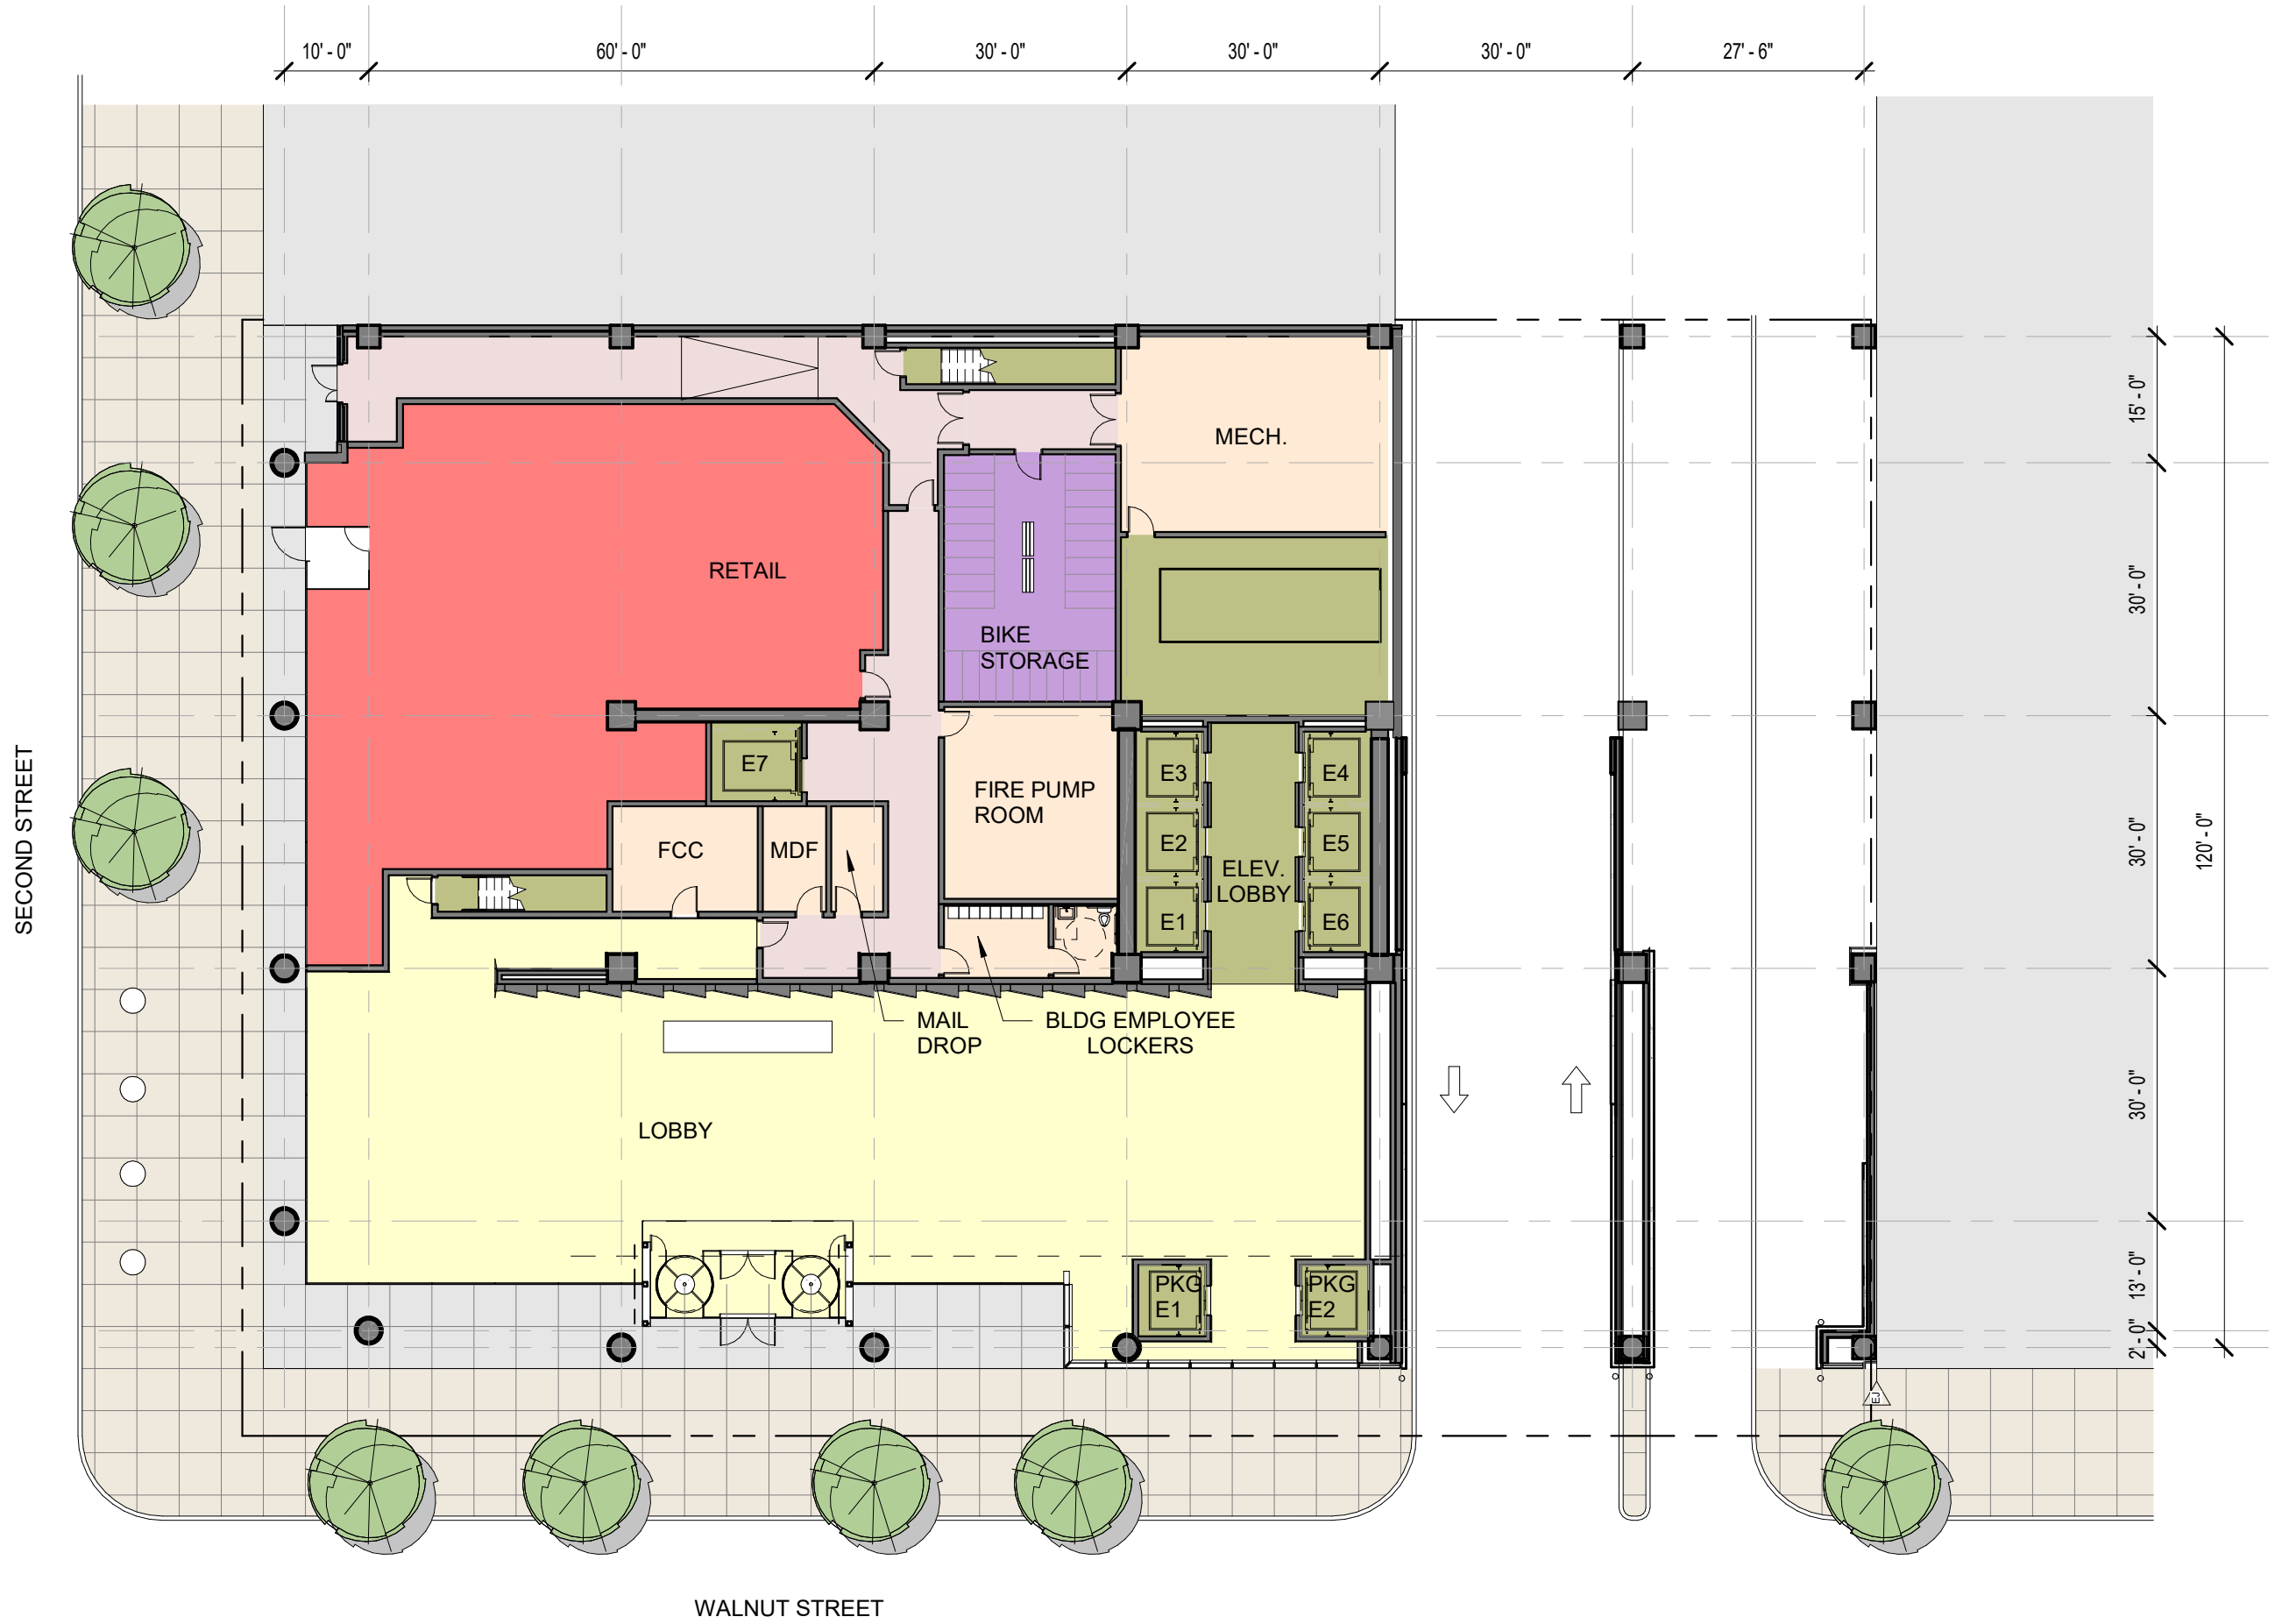 10' - 0"
60' - 0"
30' - 0"
30' - 0"
30' - 0"
27' - 6"
15' - 0"
MECH.
RETAIL
30' - 0"
BIKE
STORAGE
E7
E3
E4
FIRE PUMP
ROOM
SECOND STREET
30' - 0"
120' - 0"
FCC
MDF
E2
E5
ELEV.
LOBBY
E1
E6
MAIL
DROP
BLDG EMPLOYEE
LOCKERS
30' - 0"
LOBBY
PKG
E1
PKG
E2
13' - 0"
2' - 0"
EJ
WALNUT STREET